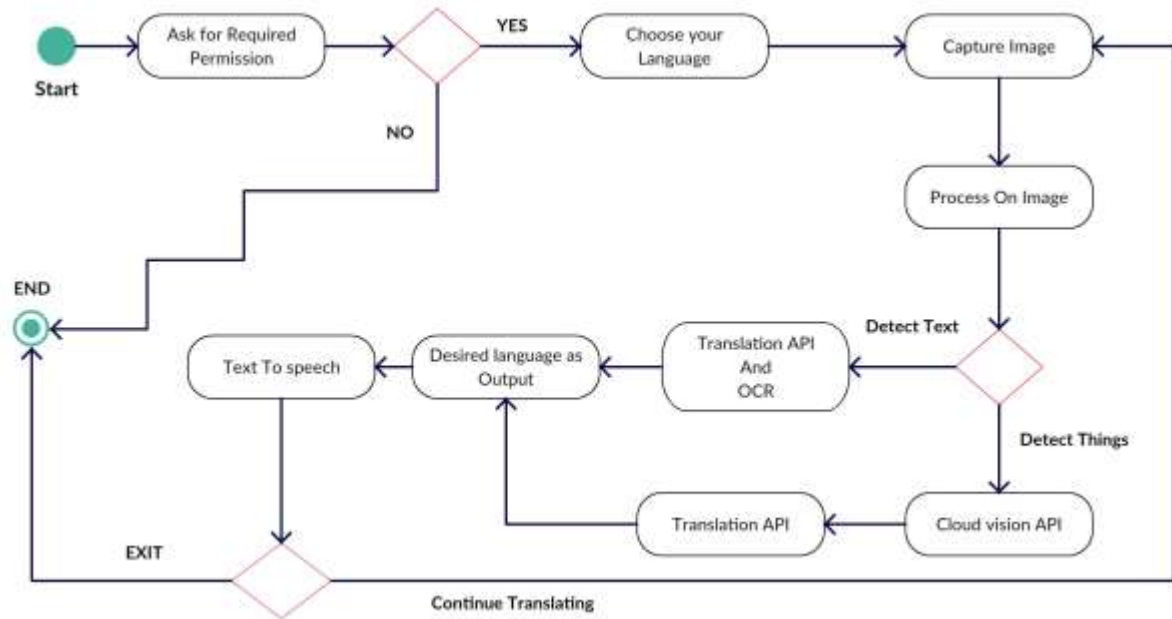 Start
Ask for Required
Permission
YES
NO
Choose your
Language
Capture Image
Process On Image
END
Detect Text
Translation API
And
OCR
Desired language as
Output
Text To speech
Detect Things
Cloud vision API
Translation API
EXIT
Continue Translating